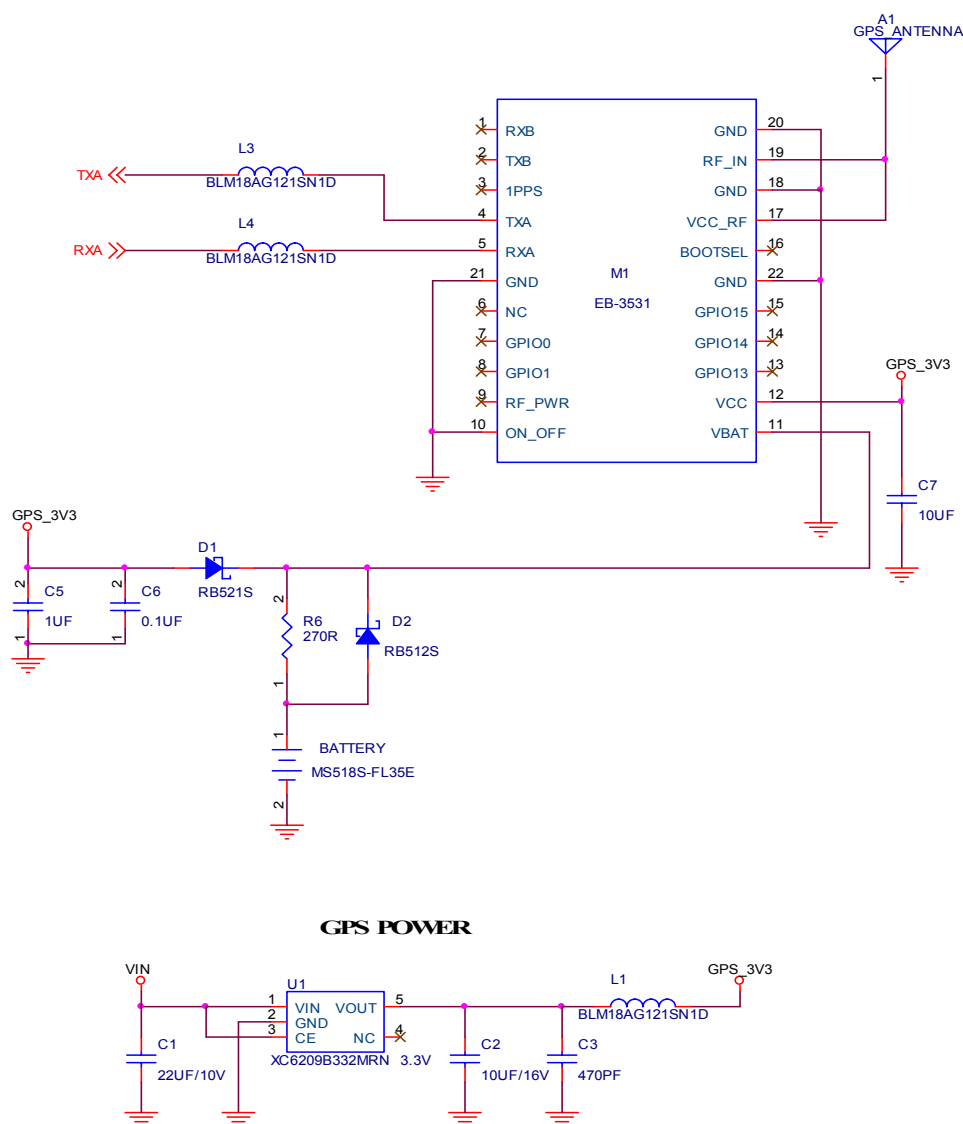 A1
GPS_ANTENNA
1
1 RXB GND 20
2 TXB RF_IN 19
3 1PPS GND 18
4 TXA VCC_RF 17
5 RXA BOOTSEL 16
21 GND GND 22
6 NC GPIO15 15
7 GPIO0 GPIO14 14
8 GPIO1 GPIO13 13
9 RF_PWR VCC 12
10 ON_OFF VBAT 11
M1
EB-3531
L3
TXA
BLM18AG121SN1D
L4
RXA
BLM18AG121SN1D
GPS_3V3
C7
10UF
GPS_3V3
D1
RB521S
2 C5
1UF
1
2 C6
0.1UF
1
2
R6
270R
1
D2
RB512S
1 BATTERY
MS518S-FL35E
2
GPS POWER
VIN
U1
GPS_3V3
1 VIN VOUT 5
2 GND
3 CE NC 4
XC6209B332MRN 3.3V
L1
BLM18AG121SN1D
C1
22UF/10V
C2
10UF/16V
C3
470PF